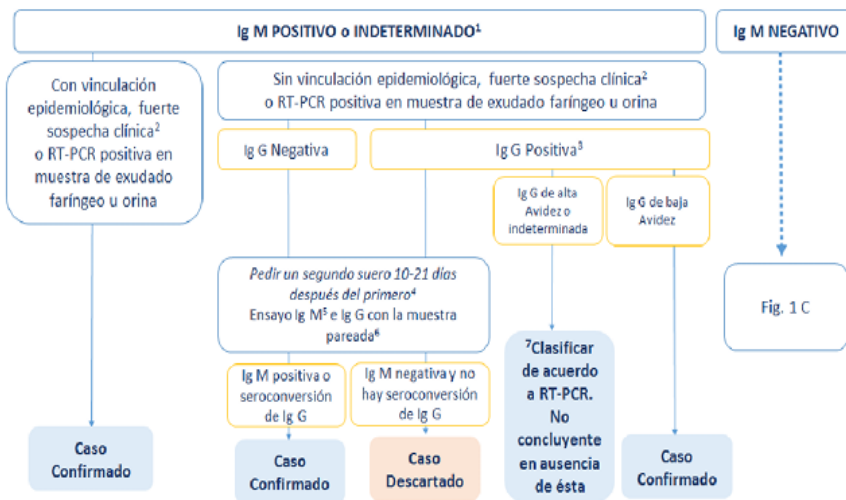 Ig M POSITIVO o INDETERMINADO¹
Ig M NEGATIVO
Con vinculación
epidemiológica, fuerte
sospecha clínica²
o RT-PCR positiva en
muestra de exudado
faríngeo u orina
Sin vinculación epidemiológica, fuerte sospecha clínica²
o RT-PCR positiva en muestra de exudado faríngeo u orina
Ig G Negativa
Ig G Positiva³
Ig G de alta
Avidez o
indeterminada
Ig G de baja
Avidez
Pedir un segundo suero 10-21 días
después del primero⁴
Ensayo Ig M⁵ e Ig G con la muestra
pareada⁶
Fig. 1 C
Ig M positiva o
seroconversión
de Ig G
Ig M negativa y no
hay seroconversión
de Ig G
⁷Clasificar
de acuerdo
a RT-PCR.
No
concluyente
en ausencia
de ésta
Caso
Confirmado
Caso
Confirmado
Caso
Descartado
Caso
Confirmado